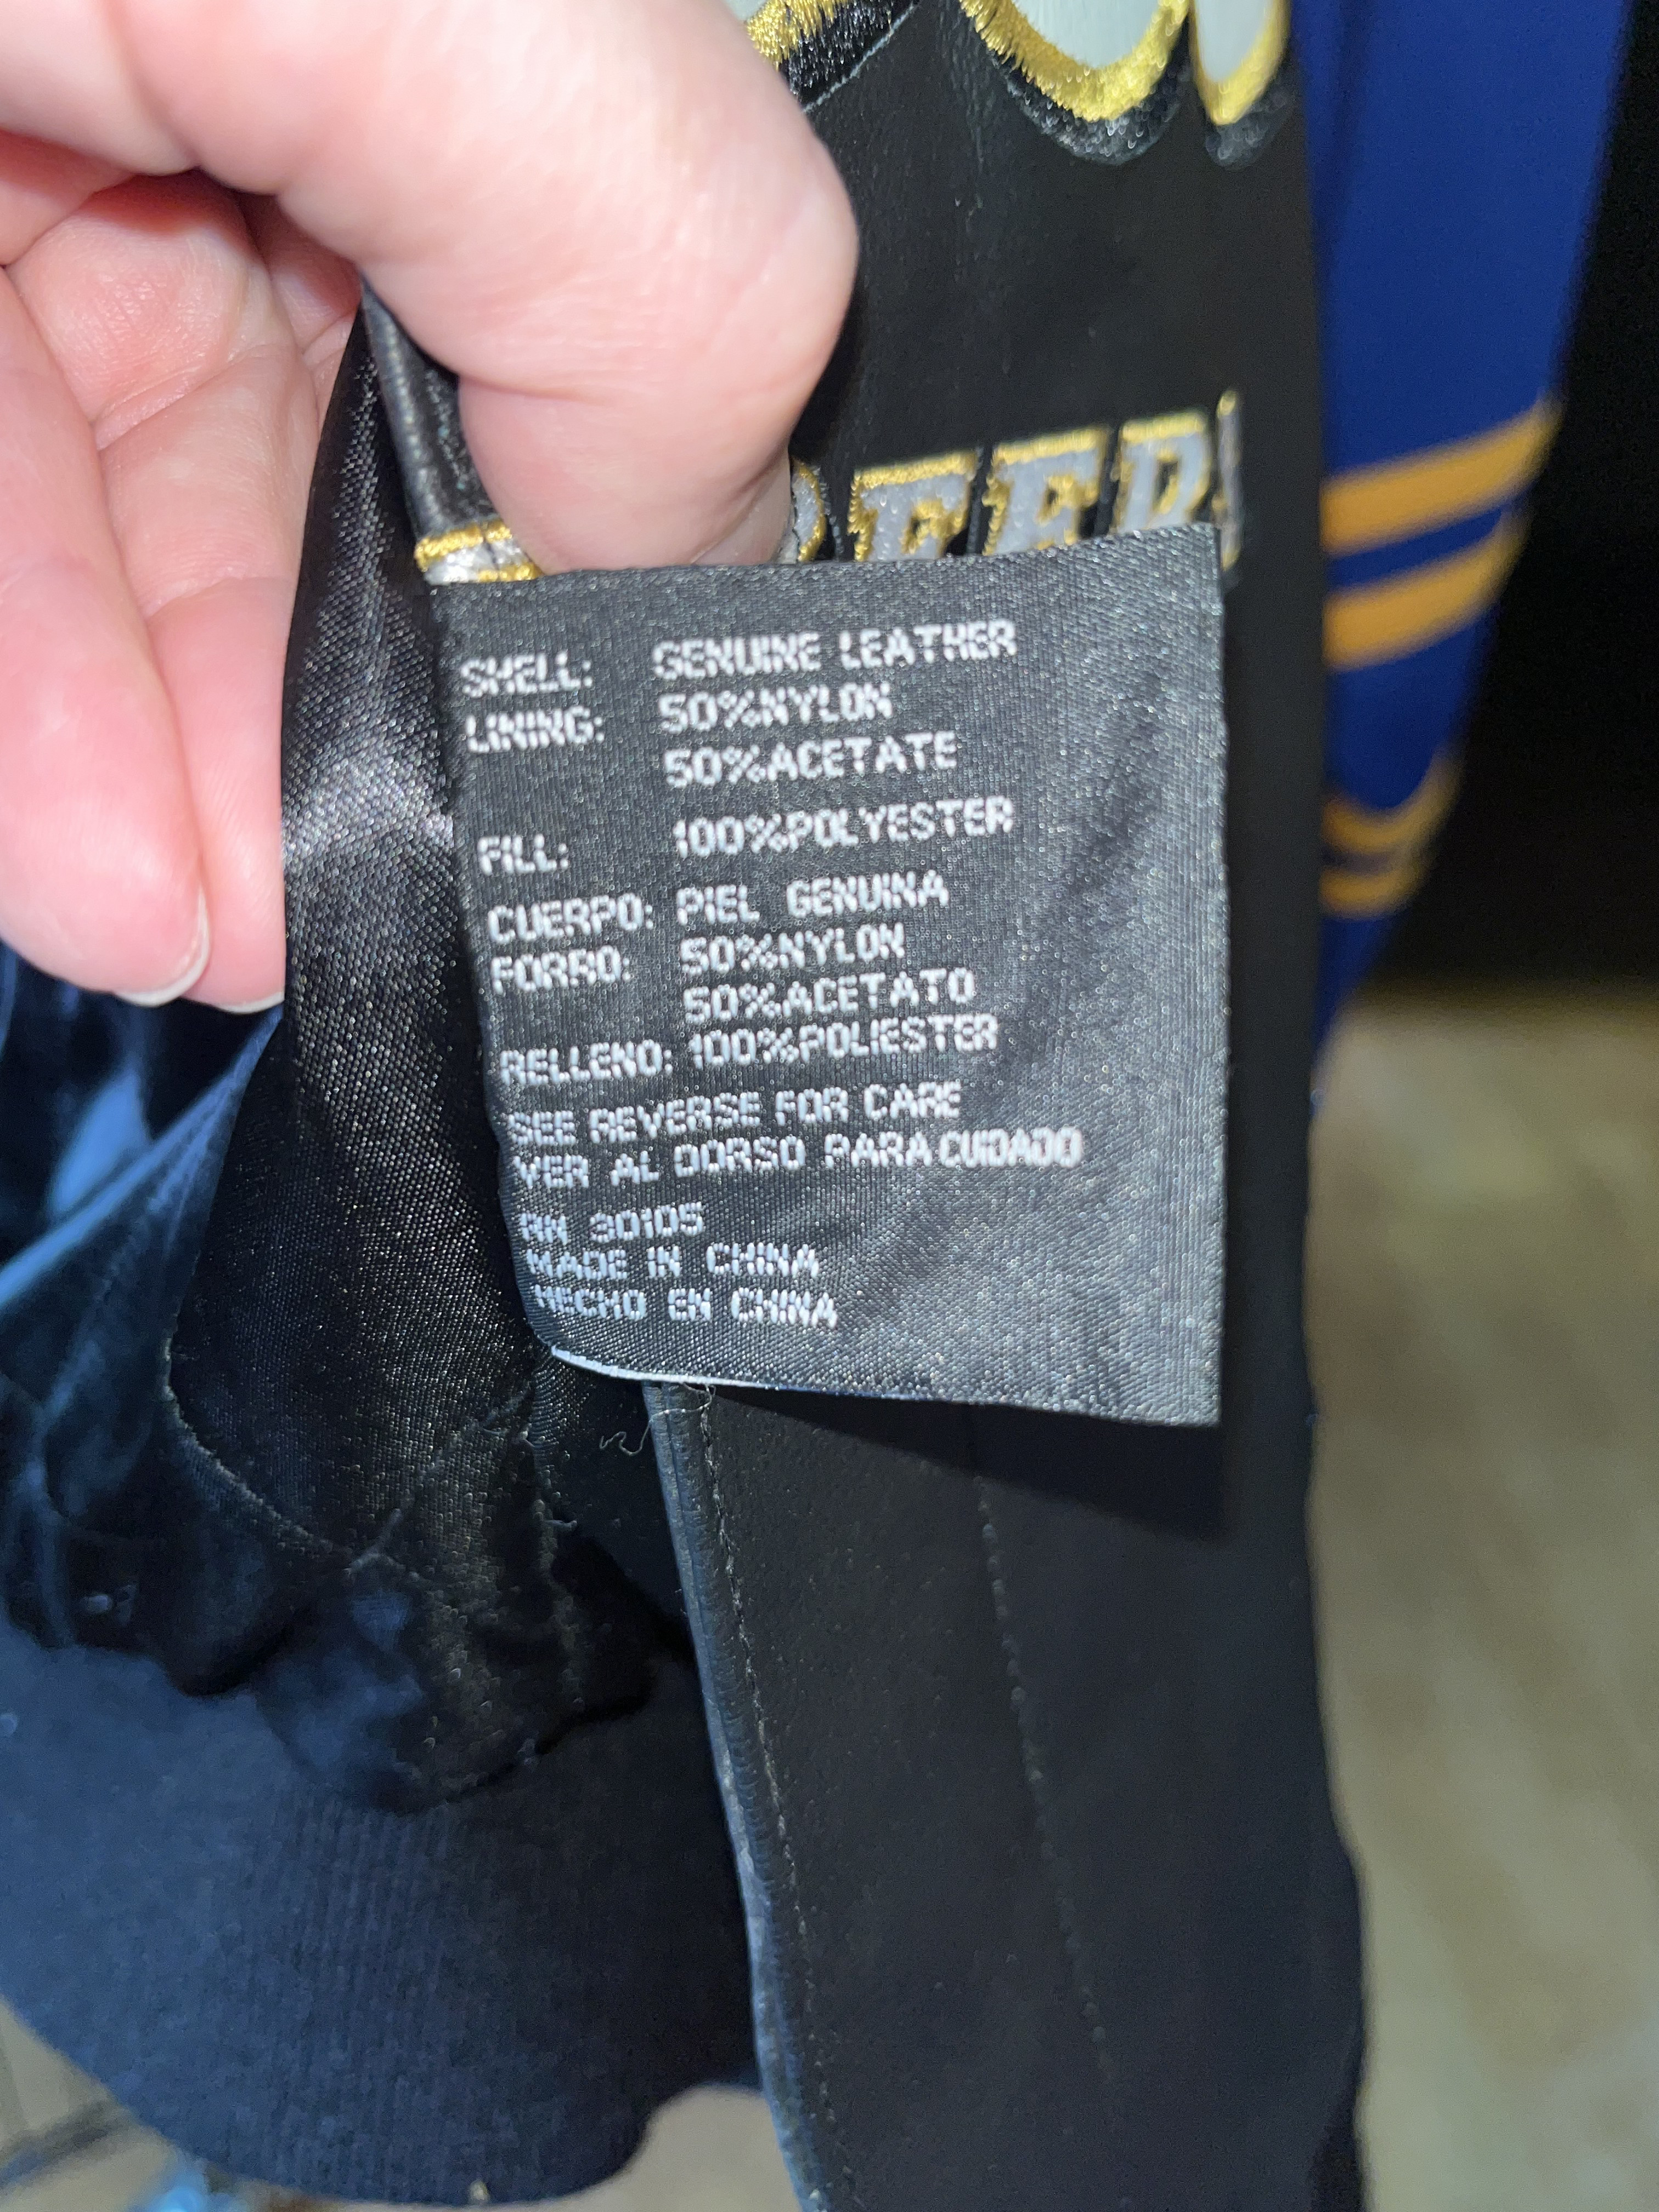 SHELL: GENUINE LEATHER
LINING: 50%NYLON
50%ACETATE
FILL: 100%POLYESTER
CUERPO: PIEL GENUINA
FORRO: 50%NYLON
50%ACETATO
RELLENO: 100%POLIESTER
SEE REVERSE FOR CARE
VER AL DORSO PARA CUIDADO
RN 30105
MADE IN CHINA
HECHO EN CHINA